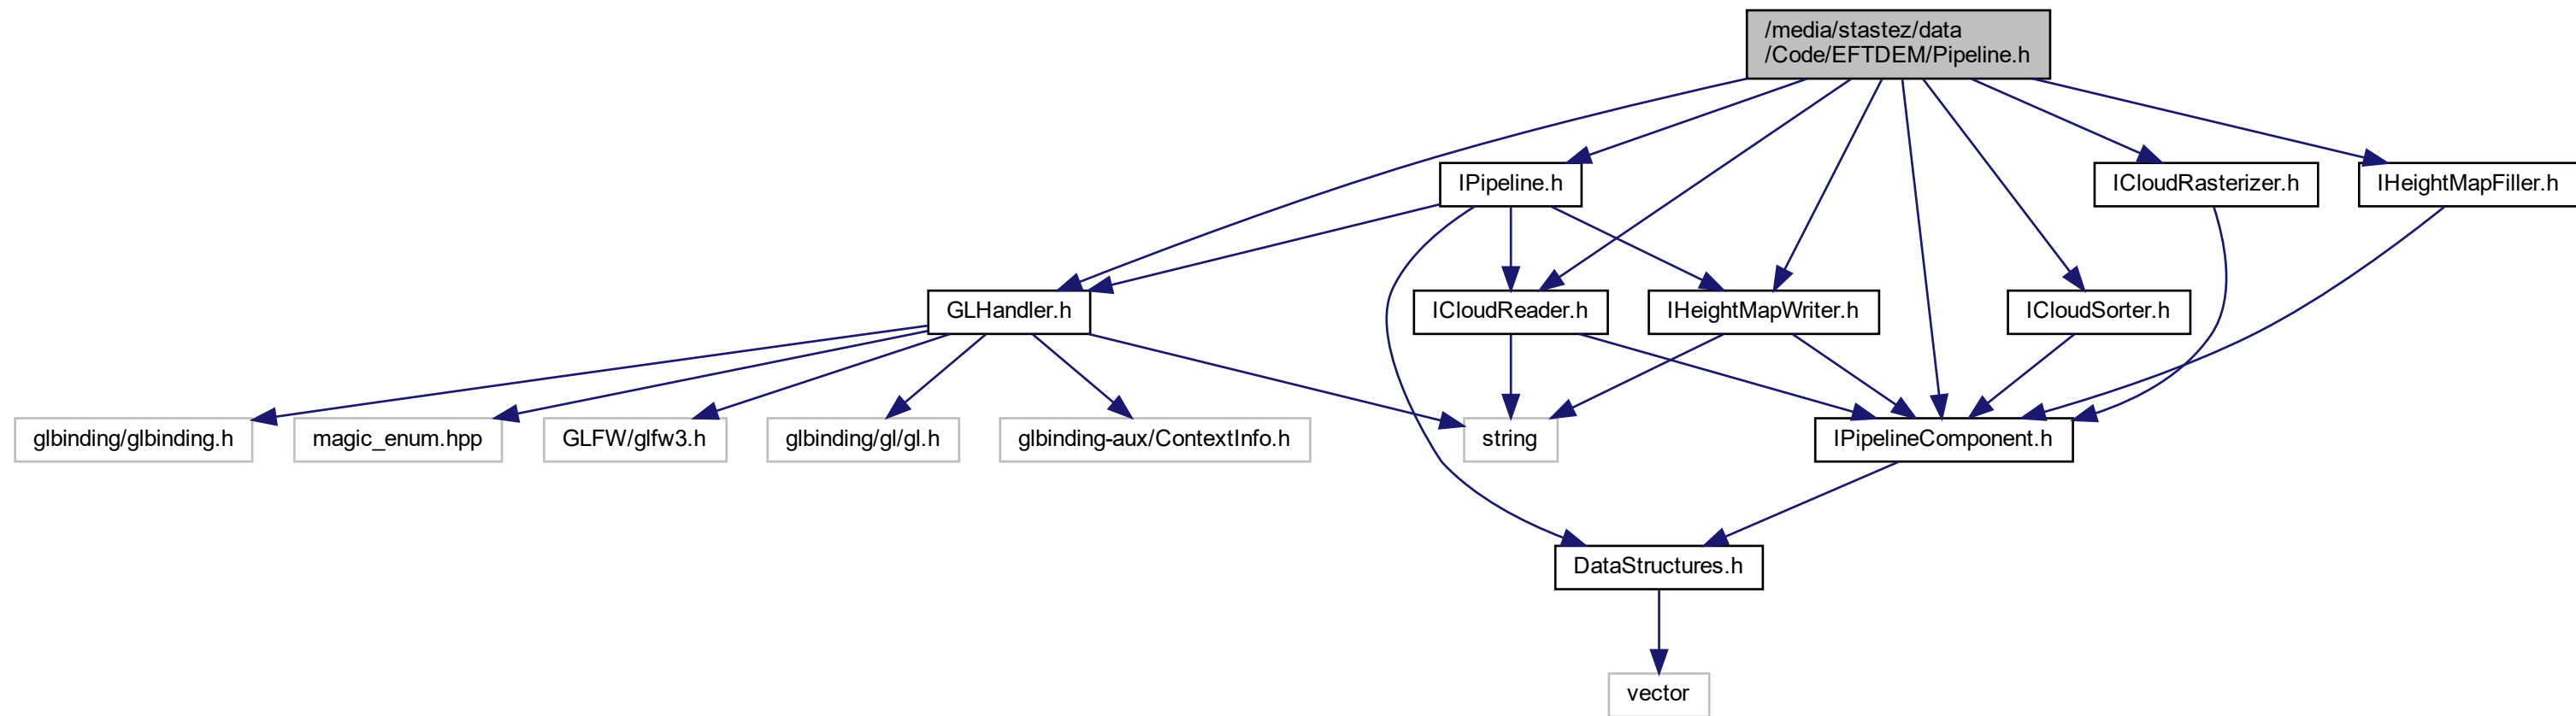 /media/stastez/data
/Code/EFTDEM/Pipeline.h
IPipeline.h
ICloudRasterizer.h
IHeightMapFiller.h
GLHandler.h
ICloudReader.h
IHeightMapWriter.h
ICloudSorter.h
glbinding/glbinding.h
magic_enum.hpp
GLFW/glfw3.h
glbinding/gl/gl.h
glbinding-aux/ContextInfo.h
string
IPipelineComponent.h
DataStructures.h
vector